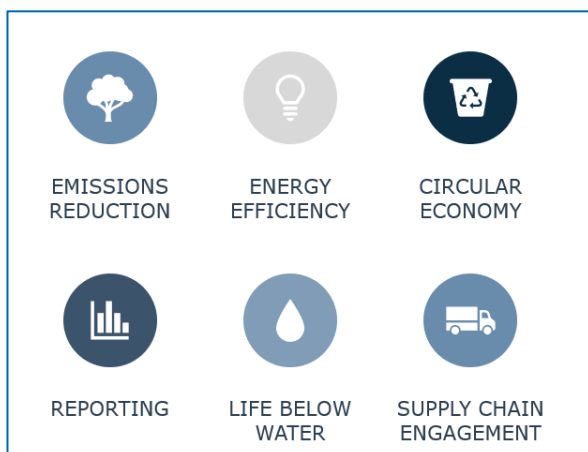 EMISSIONS
REDUCTION
ENERGY
EFFICIENCY
CIRCULAR
ECONOMY
REPORTING
LIFE BELOW
WATER
SUPPLY CHAIN
ENGAGEMENT